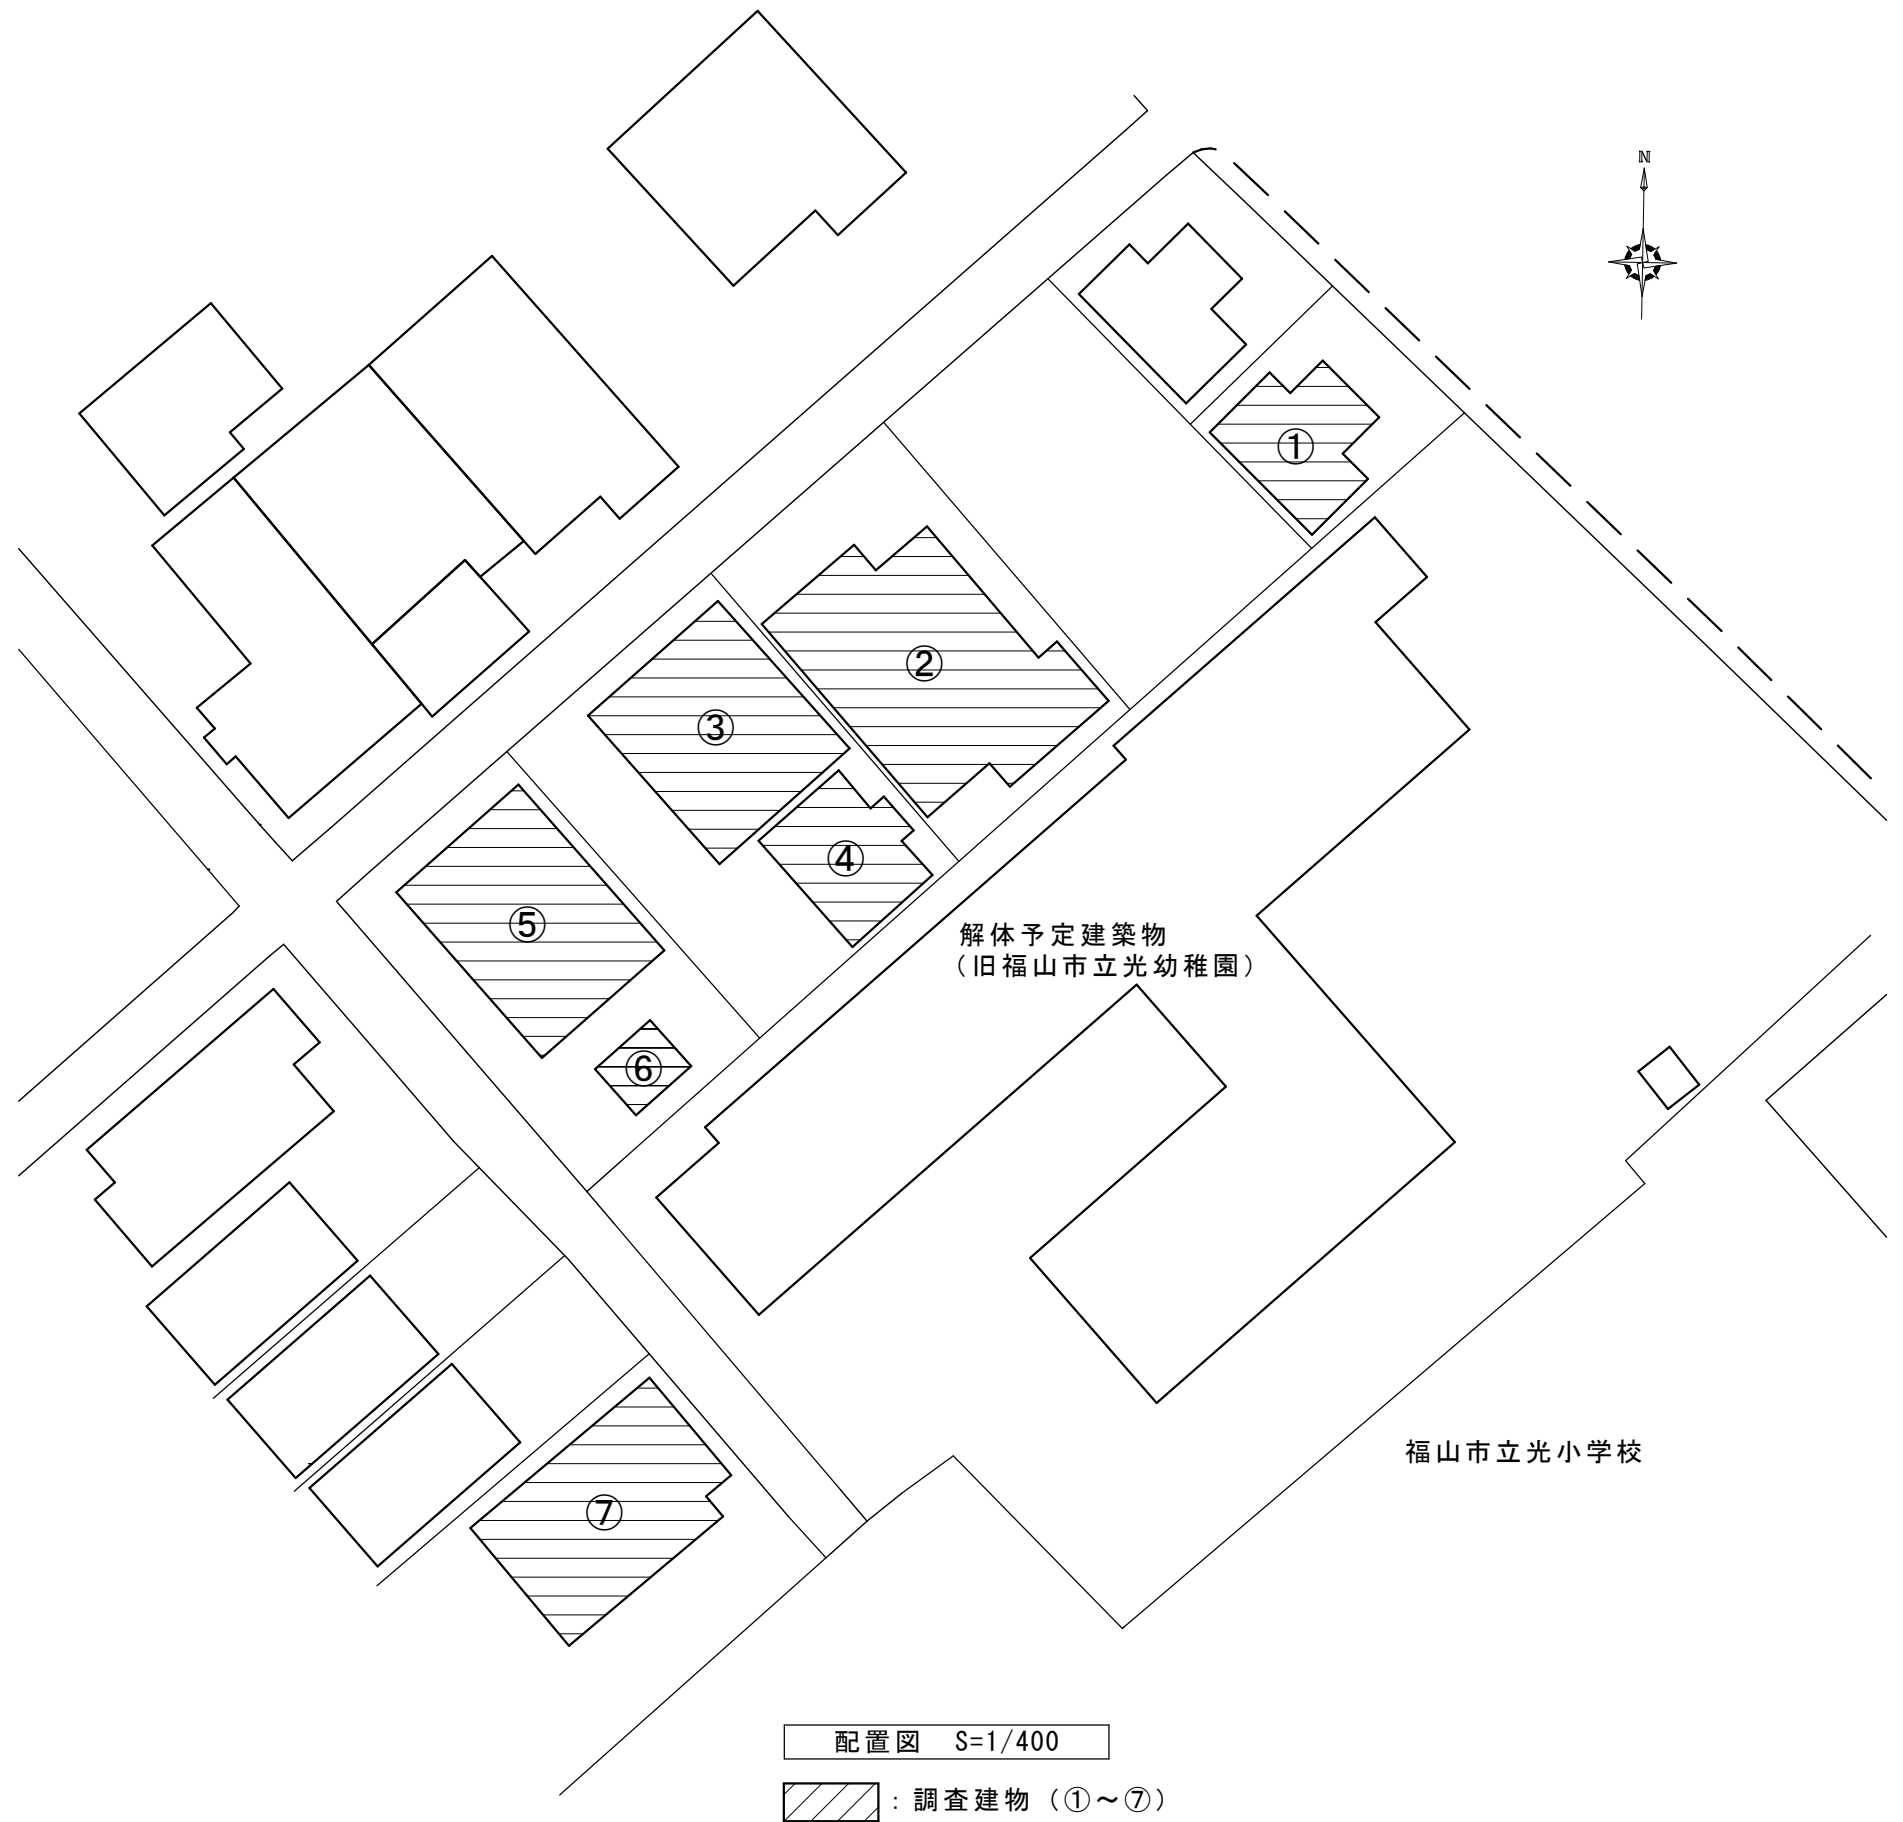 N
①
②
③
④
⑤
⑥
⑦
解体予定建築物
（旧福山市立光幼稚園）
福山市立光小学校
配置図 S=1/400
：調査建物（①～⑦）